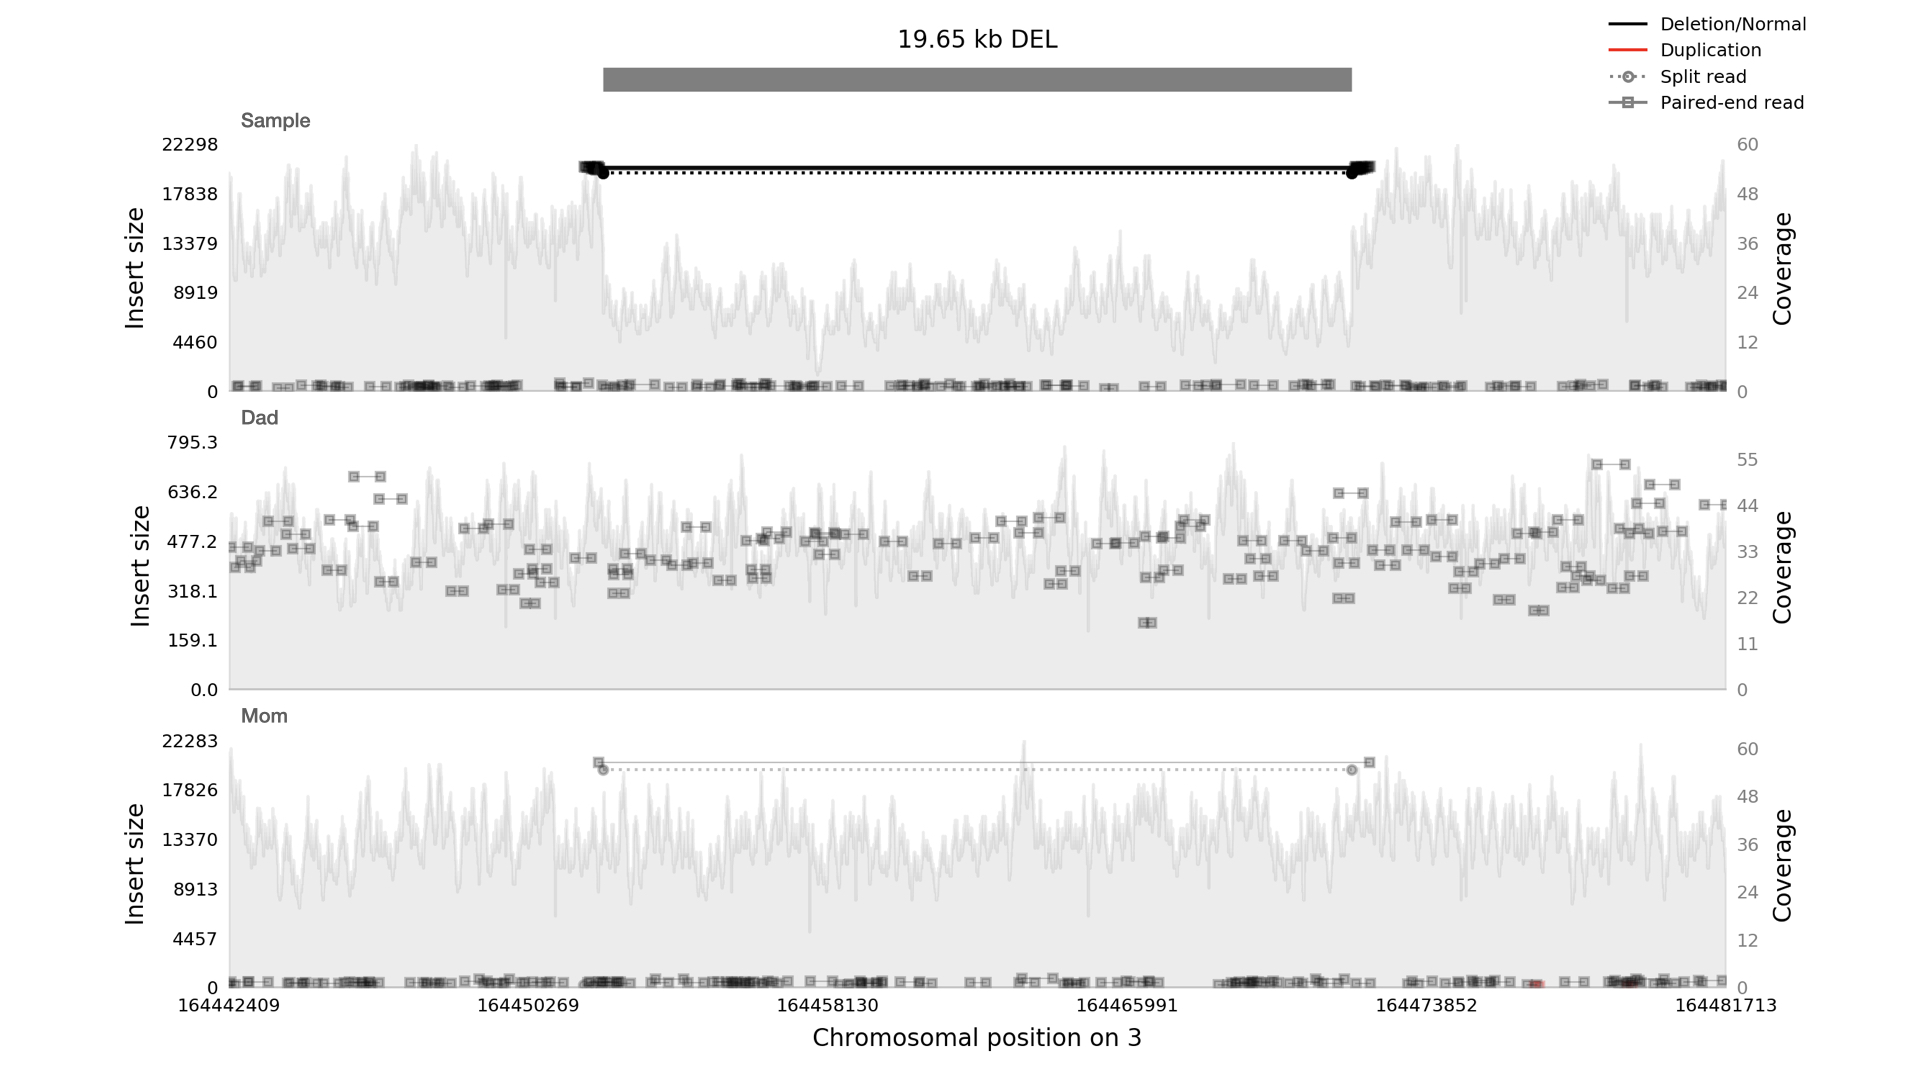 19.65 kb DEL
Deletion/Normal
Duplication
Split read
Paired-end read
Sample
22298
17838
13379
8919
4460
0
Insert size
60
48
36
24
12
0
Coverage
Dad
795.3
636.2
477.2
318.1
159.1
0.0
Insert size
55
44
33
22
11
0
Coverage
Mom
22283
17826
13370
8913
4457
0
Insert size
60
48
36
24
12
0
Coverage
164442409 164450269 164458130 164465991 164473852 164481713
Chromosomal position on 3